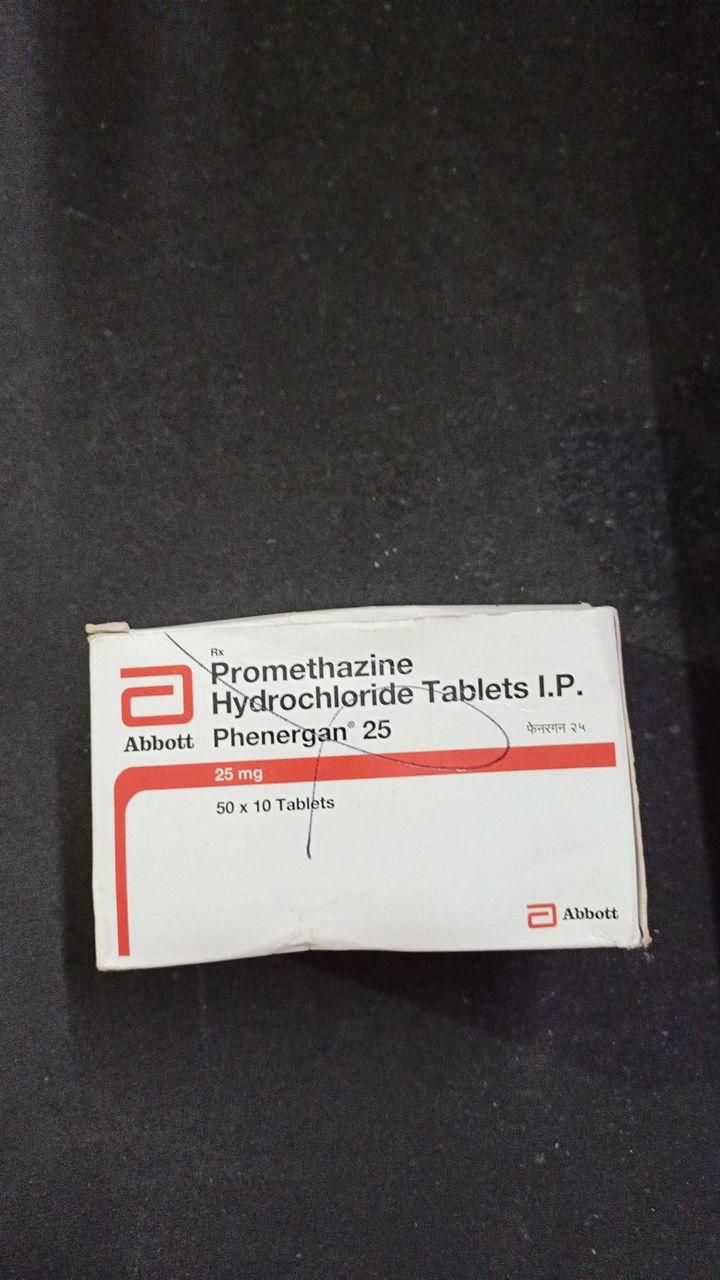 Rx
Promethazine
Hydrochloride Tablets I.P.
Phenergan® 25
फेनरगन २५
Abbott
25 mg
50 x 10 Tablets
Abbott